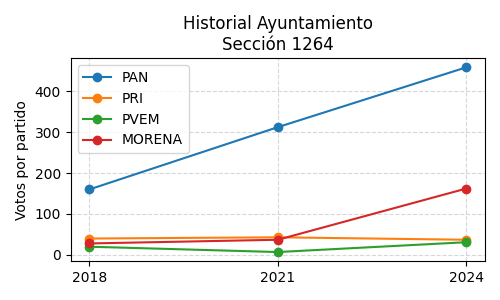 Historial Ayuntamiento
Sección 1264
Votos por partido
400
300
200
100
0
PAN
PRI
PVEM
MORENA
2018
2021
2024